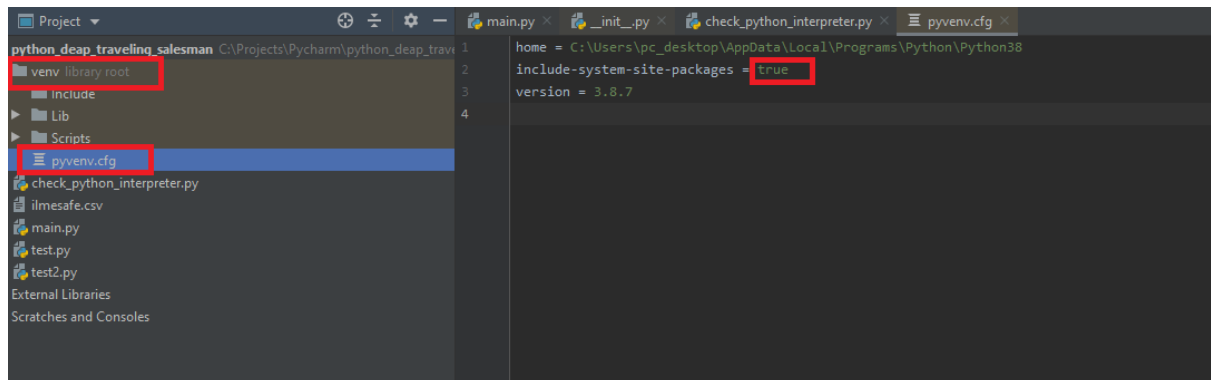 Project
python_deap_traveling_salesman C:\Projects\Pycharm\python_deap_trave
venv library root
Include
Lib
Scripts
pyvenv.cfg
check_python_interpreter.py
ilmesafe.csv
main.py
test.py
test2.py
External Libraries
Scratches and Consoles
main.py __init__.py check_python_interpreter.py pyvenv.cfg
1 home = C:\Users\pc_desktop\AppData\Local\Programs\Python\Python38
2 include-system-site-packages = true
3 version = 3.8.7
4